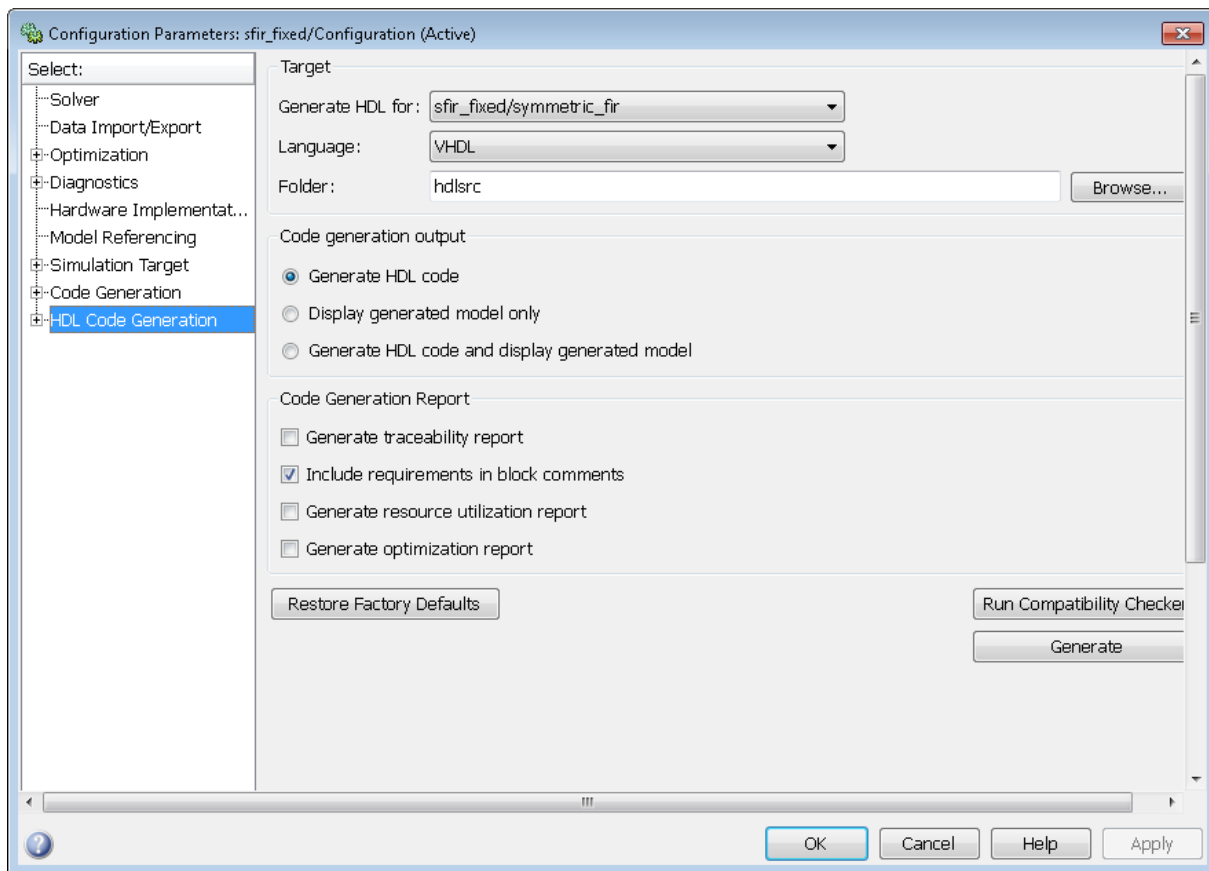 Configuration Parameters: sfir_fixed/Configuration (Active)
Select:
Solver
Data Import/Export
Optimization
Diagnostics
Hardware Implementat...
Model Referencing
Simulation Target
Code Generation
HDL Code Generation
Target
Generate HDL for: sfir_fixed/symmetric_fir
Language: VHDL
Folder: hdlsrc Browse...
Code generation output
Generate HDL code
Display generated model only
Generate HDL code and display generated model
Code Generation Report
Generate traceability report
Include requirements in block comments
Generate resource utilization report
Generate optimization report
Restore Factory Defaults Run Compatibility Checker
Generate
OK Cancel Help Apply